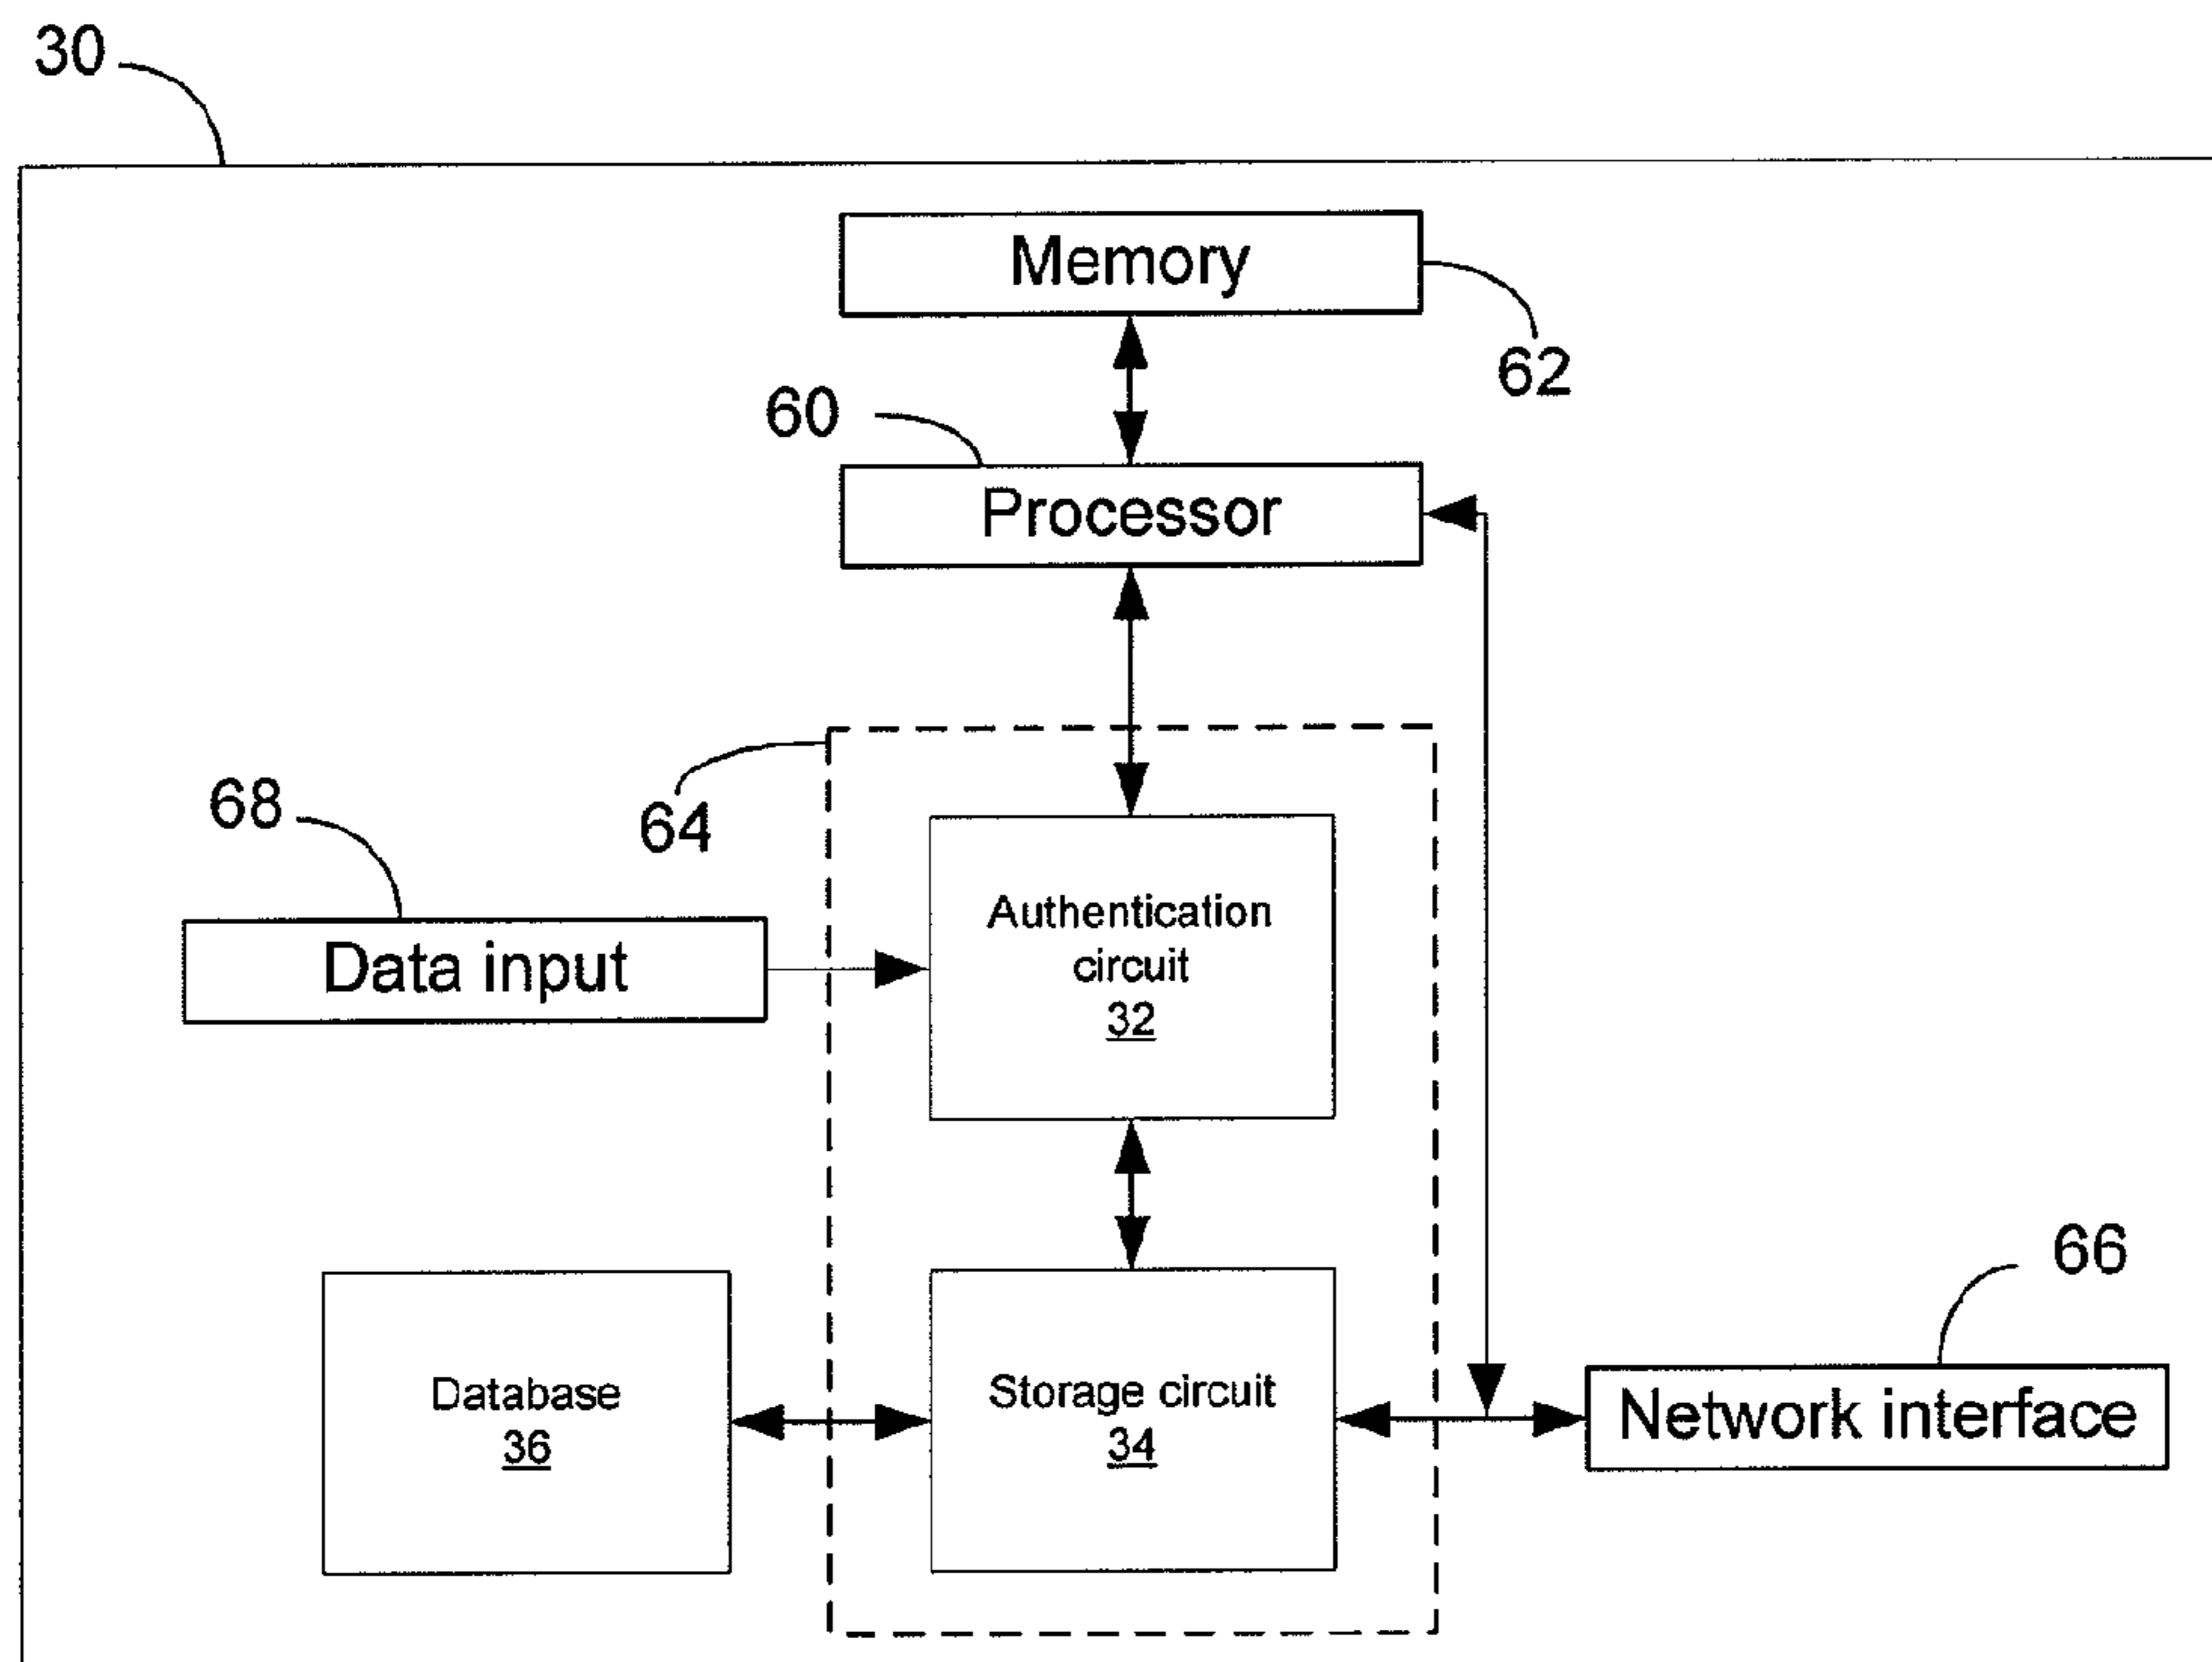 30
Memory
62
60
Processor
64
68
Data input
Authentication
circuit
32
66
Database
36
Storage circuit
34
Network interface